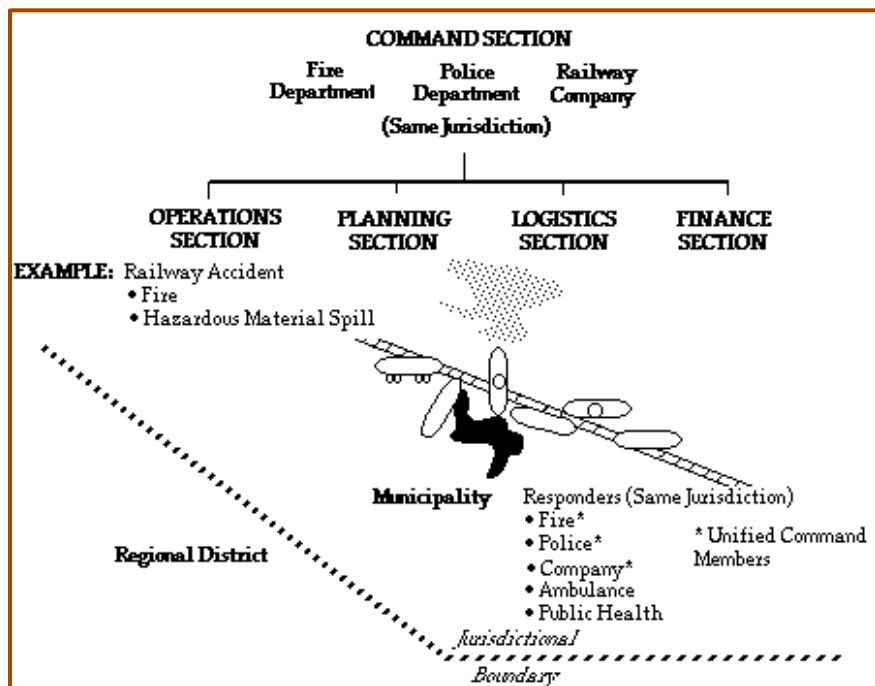 COMMAND SECTION
Fire Department
Police Department
Railway Company
(Same Jurisdiction)
OPERATIONS SECTION
PLANNING SECTION
LOGISTICS SECTION
FINANCE SECTION
EXAMPLE: Railway Accident
• Fire
• Hazardous Material Spill
Municipality
Responders (Same Jurisdiction)
• Fire*
• Police*
• Company*
• Ambulance
• Public Health
* Unified Command
Members
Regional District
Jurisdictional
Boundary